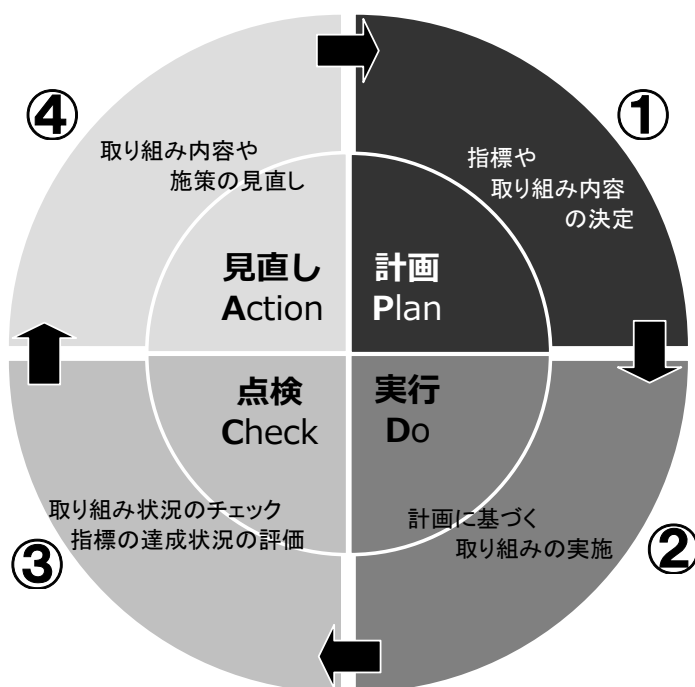 ①
指標や
取り組み内容
の決定
計画
Plan
②
実行
Do
計画に基づく
取り組みの実施
③
点検
Check
取り組み状況のチェック
指標の達成状況の評価
④
取り組み内容や
施策の見直し
見直し
Action